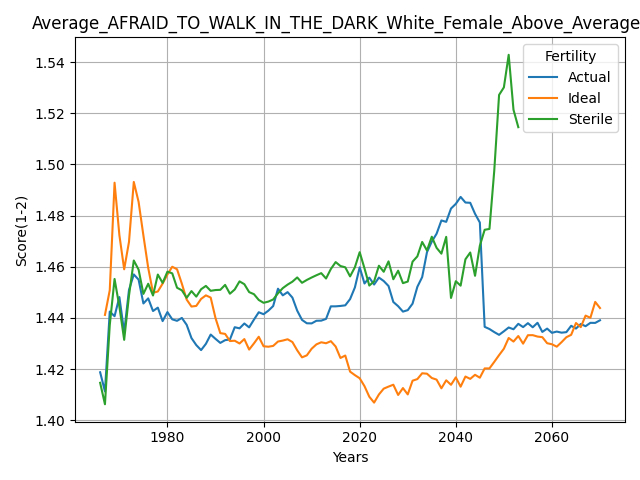 Average_AFRAID_TO_WALK_IN_THE_DARK_White_Female_Above_Average
Score(1-2)
1.54
1.52
1.50
1.48
1.46
1.44
1.42
1.40
Fertility
Actual
Ideal
Sterile
1980 2000 2020 2040 2060
Years